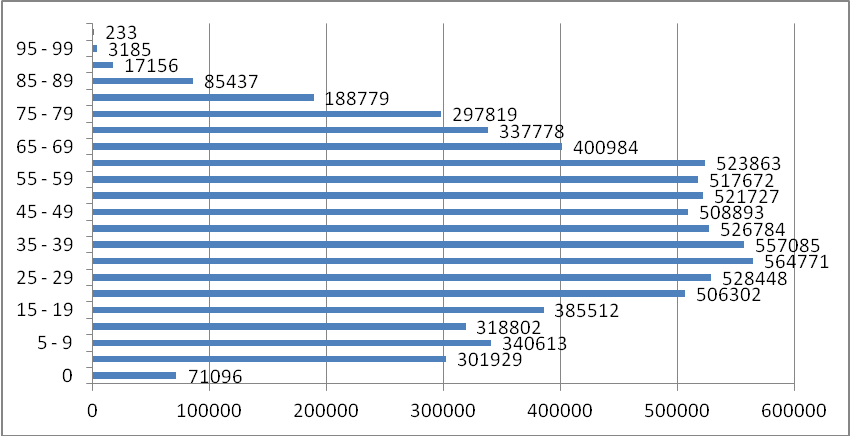 233
95 - 99 3185
17156
85 - 89 85437
188779
75 - 79 297819
337778
65 - 69 400984
523863
55 - 59 517672
521727
45 - 49 508893
526784
35 - 39 557085
564771
25 - 29 528448
506302
15 - 19 385512
318802
5 - 9 340613
301929
0 71096
0 100000 200000 300000 400000 500000 600000